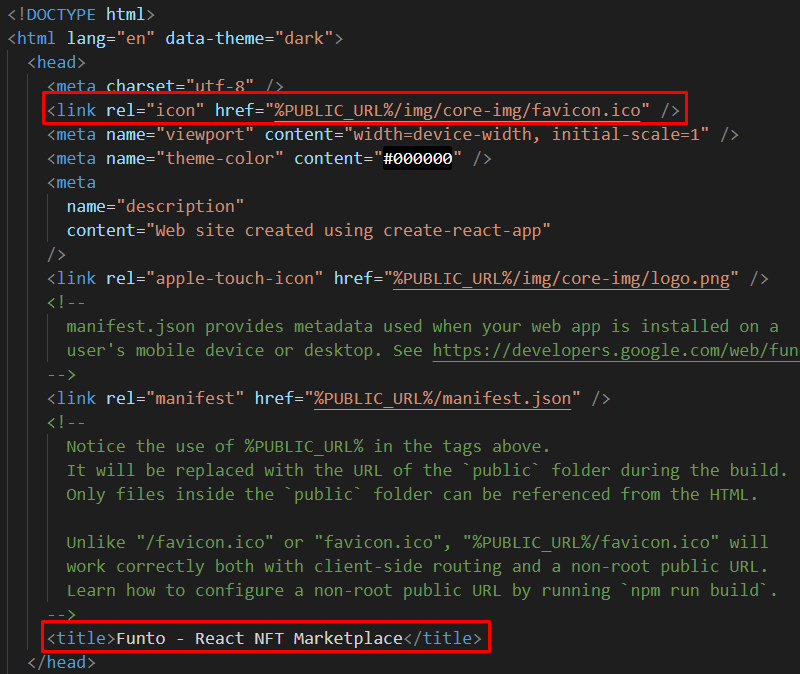 <!DOCTYPE html>
<html lang="en" data-theme="dark">
<head>
<meta charset="utf-8" />
<link rel="icon" href="%PUBLIC_URL%/img/core-img/favicon.ico" />
<meta name="viewport" content="width=device-width, initial-scale=1" />
<meta name="theme-color" content="#000000" />
<meta
name="description"
content="Web site created using create-react-app"
/>
<link rel="apple-touch-icon" href="%PUBLIC_URL%/img/core-img/logo.png" />
<!--
manifest.json provides metadata used when your web app is installed on a
user's mobile device or desktop. See https://developers.google.com/web/fun
-->
<link rel="manifest" href="%PUBLIC_URL%/manifest.json" />
<!--
Notice the use of %PUBLIC_URL% in the tags above.
It will be replaced with the URL of the `public` folder during the build.
Only files inside the `public` folder can be referenced from the HTML.
Unlike "/favicon.ico" or "favicon.ico", "%PUBLIC_URL%/favicon.ico" will
work correctly both with client-side routing and a non-root public URL.
Learn how to configure a non-root public URL by running `npm run build`.
-->
<title>Funto - React NFT Marketplace</title>
</head>